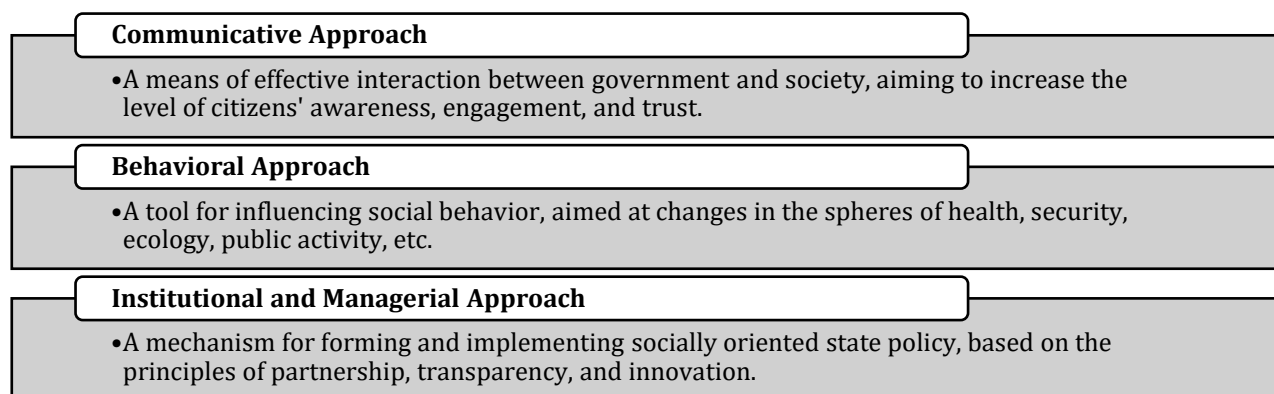 Communicative Approach
•A means of effective interaction between government and society, aiming to increase the
level of citizens' awareness, engagement, and trust.
Behavioral Approach
•A tool for influencing social behavior, aimed at changes in the spheres of health, security,
ecology, public activity, etc.
Institutional and Managerial Approach
•A mechanism for forming and implementing socially oriented state policy, based on the
principles of partnership, transparency, and innovation.